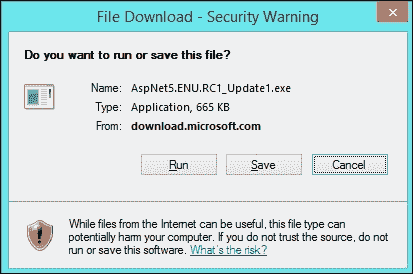 File Download - Security Warning
Do you want to run or save this file?
Name: AspNet5.ENU.RC1_Update1.exe
Type: Application, 665 KB
From: download.microsoft.com
Run Save Cancel
While files from the Internet can be useful, this file type can
potentially harm your computer. If you do not trust the source, do not
run or save this software. What's the risk?